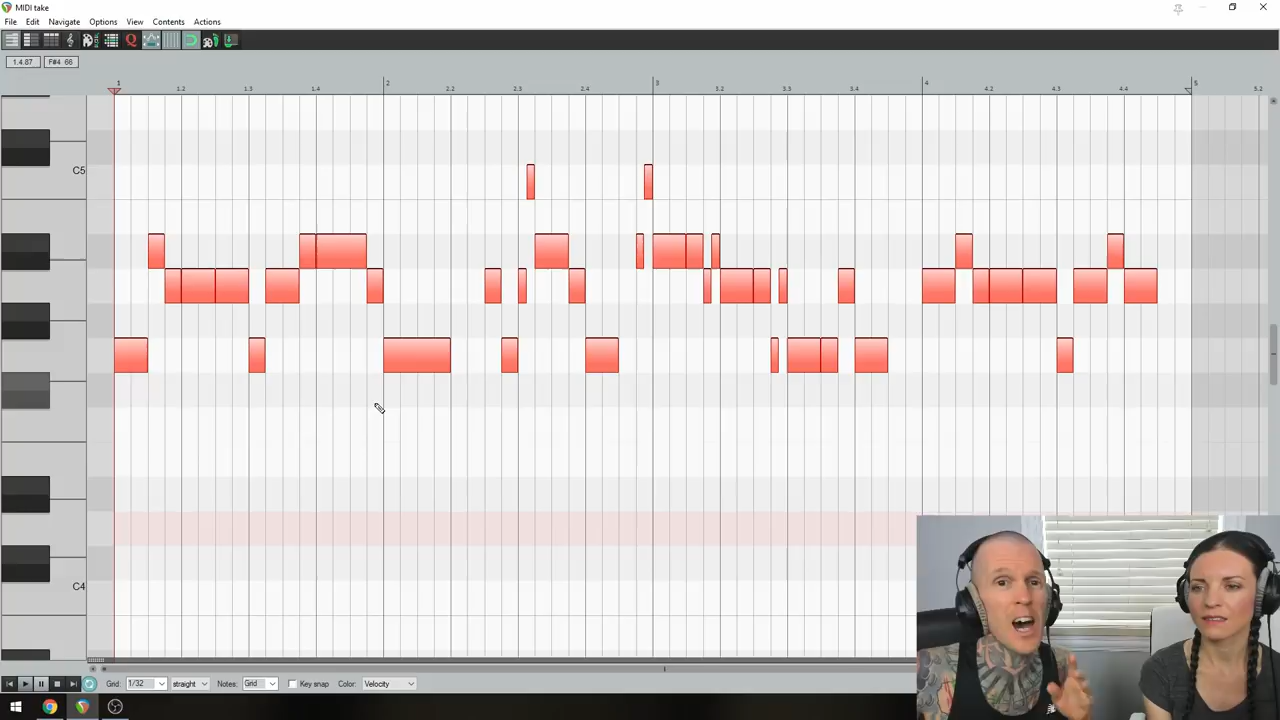 MIDI take
File Edit Navigate Options View Contents Actions
Q
1.4.87 F#4 66
1 1.2 1.3 1.4 2 2.2 2.3 2.4 3 3.2 3.3 3.4 4 4.2 4.3 4.4 5 5.2
C5
C4
Grid: 1/32 straight Notes: Grid Key snap Color: Velocity